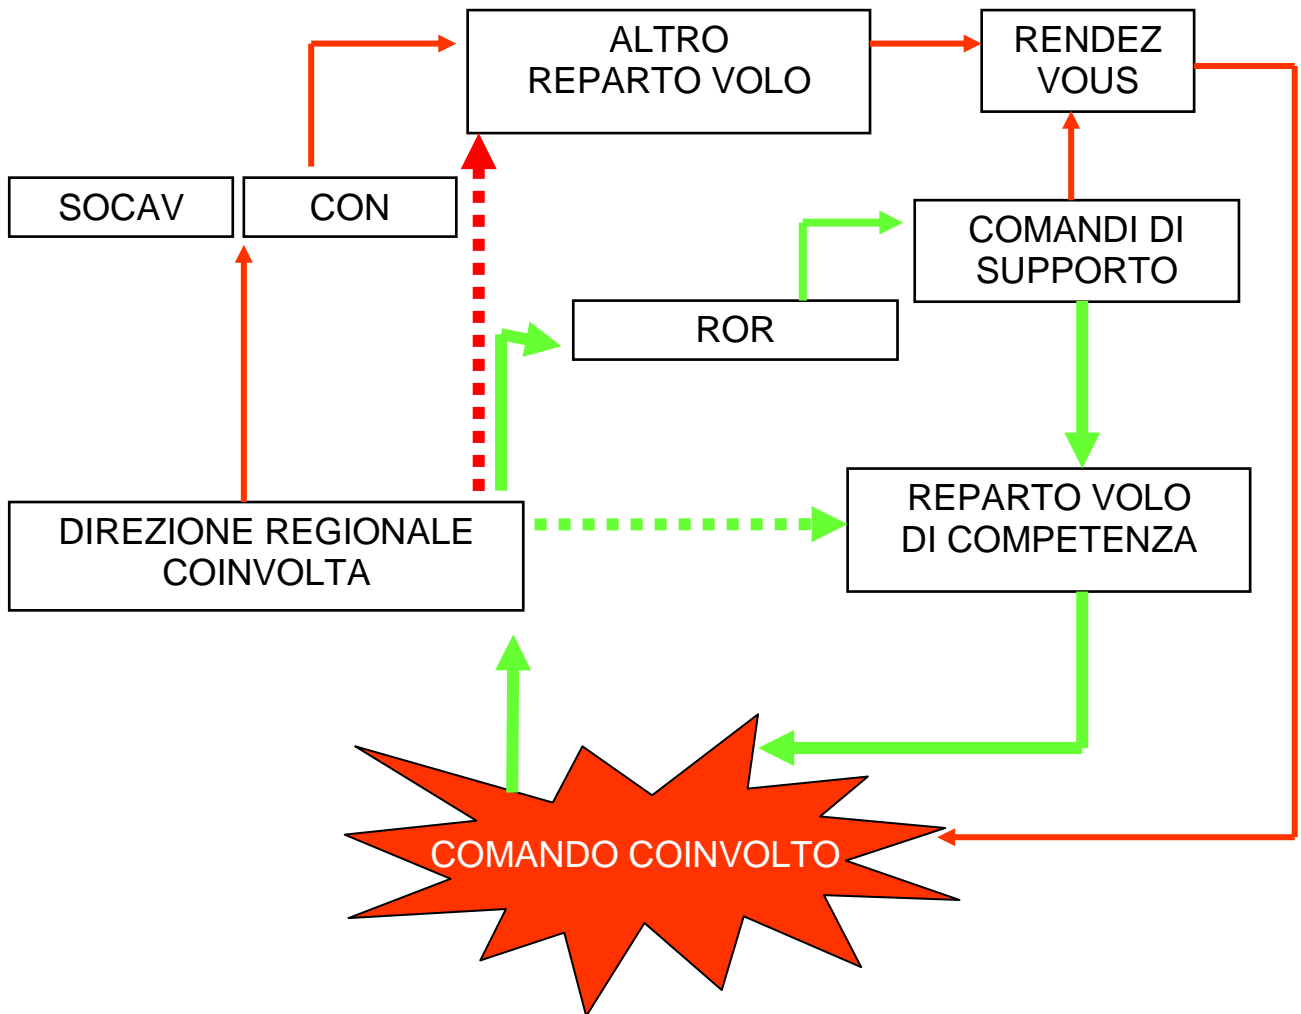 ALTRO
REPARTO VOLO
RENDEZ
VOUS
SOCAV
CON
COMANDI DI
SUPPORTO
ROR
REPARTO VOLO
DI COMPETENZA
DIREZIONE REGIONALE
COINVOLTA
COMANDO COINVOLTO